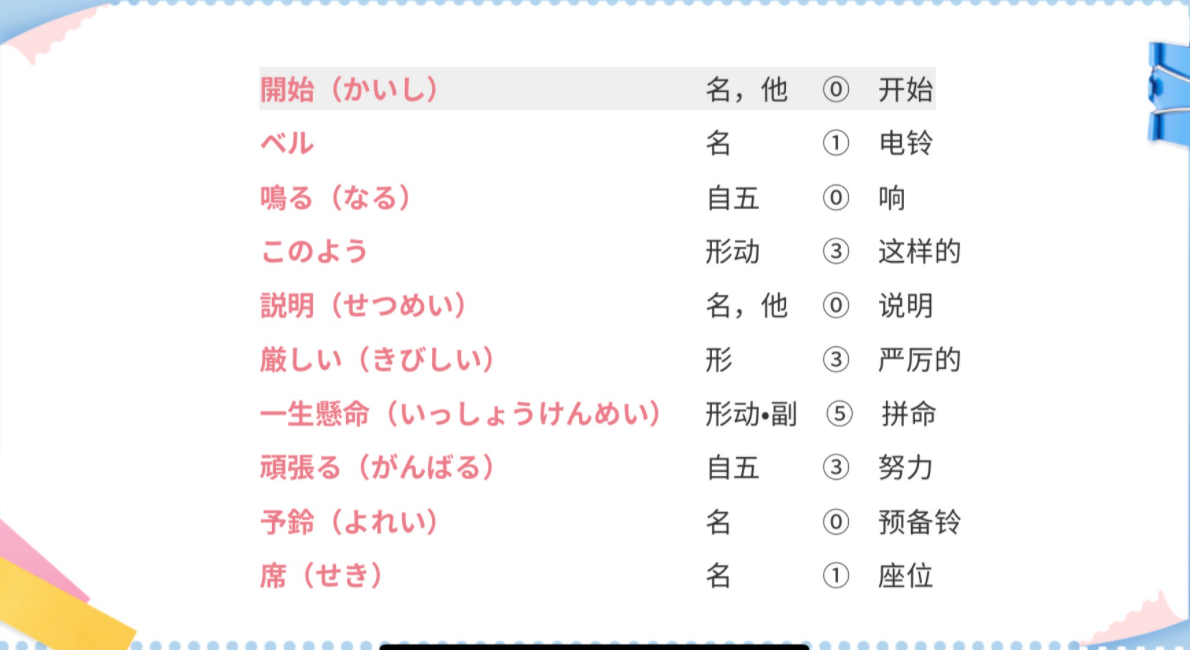 開始（かいし） 名，他 ⓪ 开始
ベル 名 ① 电铃
鳴る（なる） 自五 ⓪ 响
このよう 形动 ③ 这样的
説明（せつめい） 名，他 ⓪ 说明
厳しい（きびしい） 形 ③ 严厉的
一生懸命（いっしょうけんめい） 形动•副 ⑤ 拼命
頑張る（がんばる） 自五 ③ 努力
予鈴（よれい） 名 ⓪ 预备铃
席（せき） 名 ① 座位